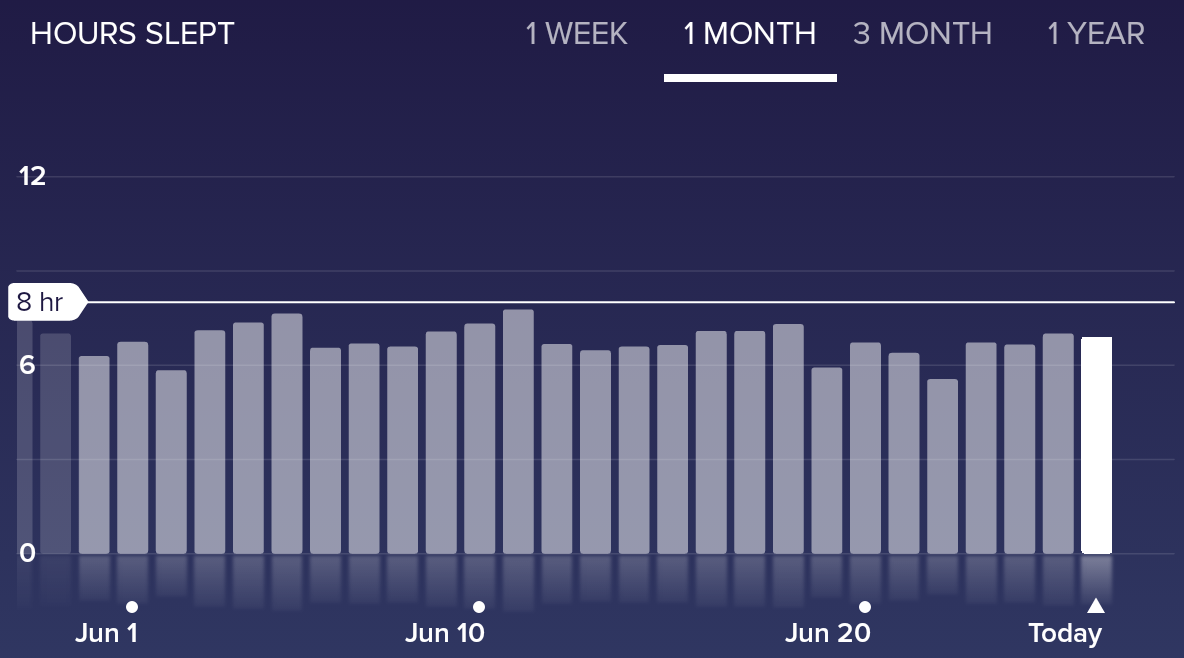 HOURS SLEPT
1 WEEK
1 MONTH
3 MONTH
1 YEAR
12
8 hr
6
0
Jun 1
Jun 10
Jun 20
Today